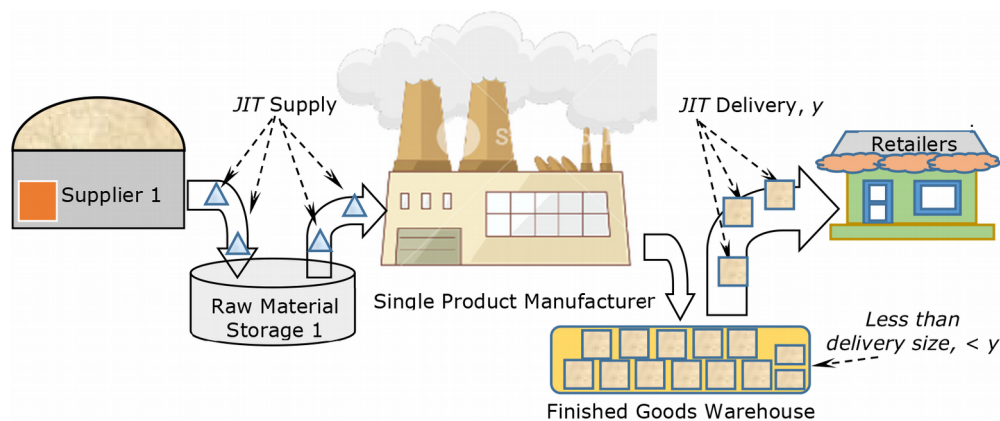 JIT Supply
JIT Delivery, y
Retailers
Supplier 1
Raw Material
Storage 1
Single Product Manufacturer
Less than
delivery size, < y
Finished Goods Warehouse